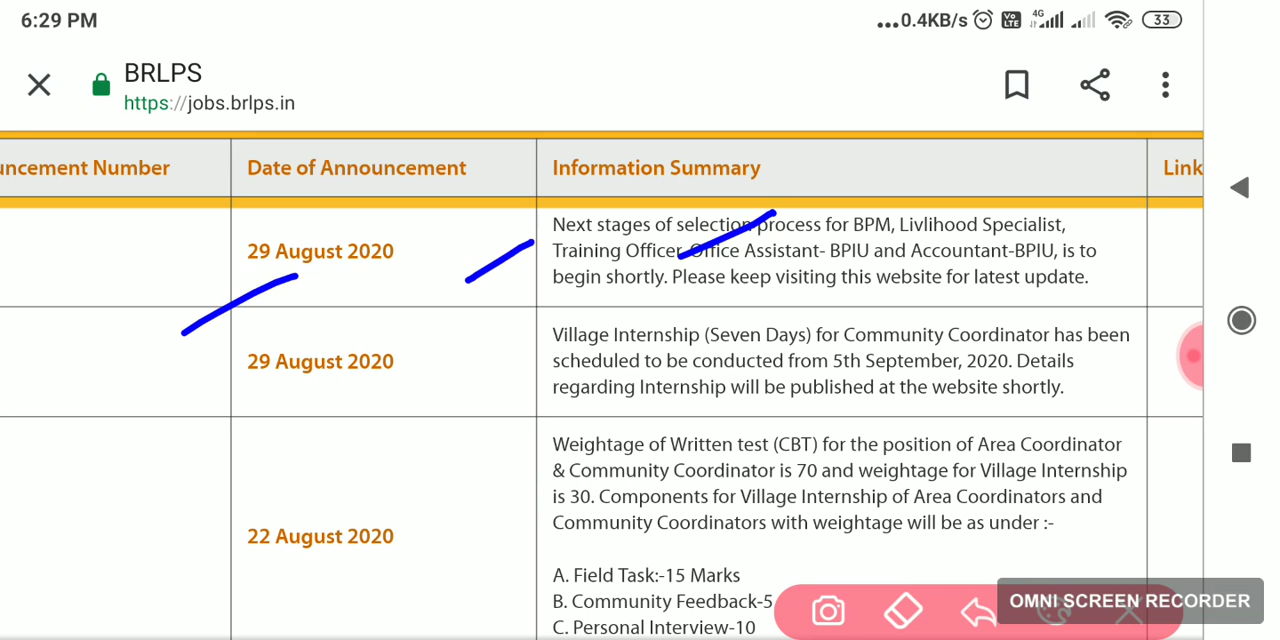 6:29 PM
...0.4KB/s
Vo LTE
4G
33
BRLPS
https://jobs.brlps.in
uncement Number
Date of Announcement
Information Summary
Link
29 August 2020
Next stages of selection process for BPM, Livlihood Specialist,
Training Officer, Office Assistant- BPIU and Accountant-BPIU, is to
begin shortly. Please keep visiting this website for latest update.
29 August 2020
Village Internship (Seven Days) for Community Coordinator has been
scheduled to be conducted from 5th September, 2020. Details
regarding Internship will be published at the website shortly.
22 August 2020
Weightage of Written test (CBT) for the position of Area Coordinator
& Community Coordinator is 70 and weightage for Village Internship
is 30. Components for Village Internship of Area Coordinators and
Community Coordinators with weightage will be as under :-
A. Field Task:-15 Marks
B. Community Feedback-5
C. Personal Interview-10
OMNI SCREEN RECORDER